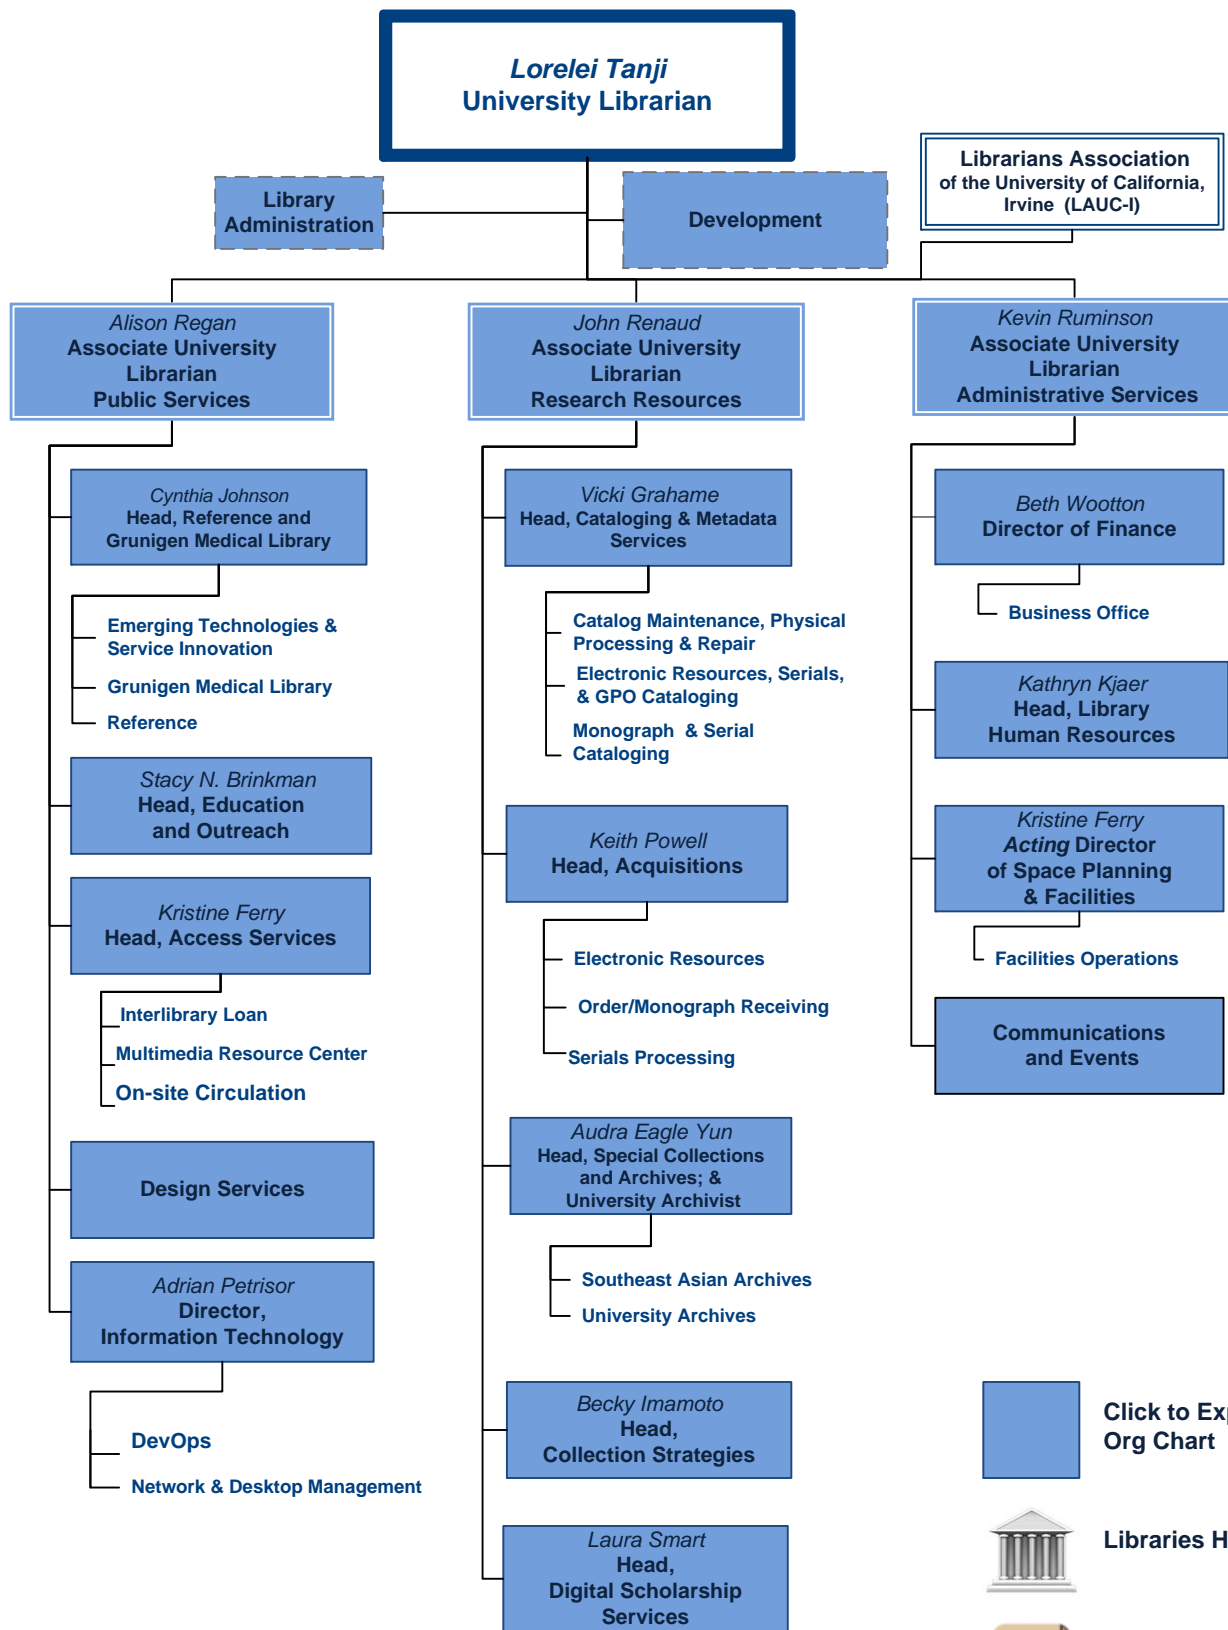 Lorelei Tanji
University Librarian
Librarians Association
of the University of California,
Irvine (LAUC-I)
Library
Administration
Development
Alison Regan
Associate University
Librarian
Public Services
Cynthia Johnson
Head, Reference and
Grunigen Medical Library
Emerging Technologies &
Service Innovation
Grunigen Medical Library
Reference
Stacy N. Brinkman
Head, Education
and Outreach
Kristine Ferry
Head, Access Services
Interlibrary Loan
Multimedia Resource Center
On-site Circulation
Design Services
Adrian Petrisor
Director,
Information Technology
DevOps
Network & Desktop Management
John Renaud
Associate University
Librarian
Research Resources
Vicki Grahame
Head, Cataloging & Metadata
Services
Catalog Maintenance, Physical
Processing & Repair
Electronic Resources, Serials,
& GPO Cataloging
Monograph & Serial
Cataloging
Keith Powell
Head, Acquisitions
Electronic Resources
Order/Monograph Receiving
Serials Processing
Audra Eagle Yun
Head, Special Collections
and Archives; &
University Archivist
Southeast Asian Archives
University Archives
Becky Imamoto
Head,
Collection Strategies
Laura Smart
Head,
Digital Scholarship
Services
Kevin Ruminson
Associate University
Librarian
Administrative Services
Beth Wootton
Director of Finance
Business Office
Kathryn Kjaer
Head, Library
Human Resources
Kristine Ferry
Acting Director
of Space Planning
& Facilities
Facilities Operations
Communications
and Events
Click to
Org Chart
Libraries